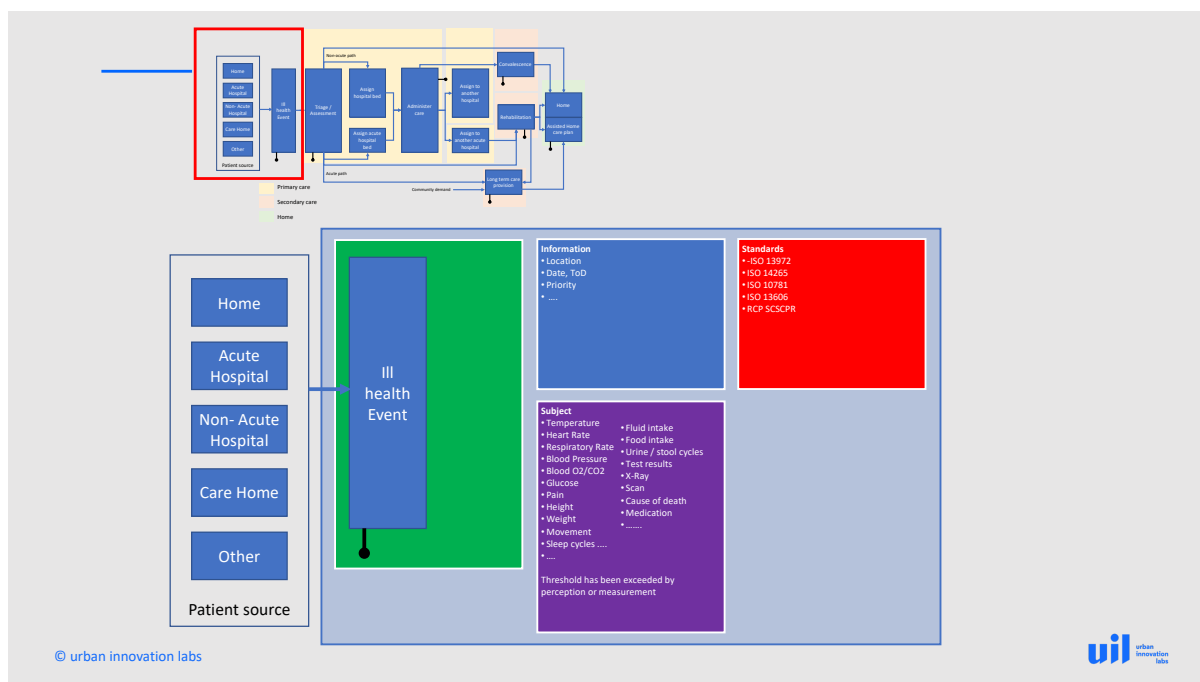 Non-acute path
Home
Acute
Hospital
Non- Acute
Hospital
Care Home
Other
Patient source
Ill
health
Event
Triage /
Assessment
Assign
hospital bed
Assign acute
hospital
bed
Administer
care
Assign to
another
hospital
Assign to
another acute
hospital
Convalescence
Rehabilitation
Home
Assisted Home
care plan
Acute path
Community demand
Long term care
provision
Primary care
Secondary care
Home
Home
Acute
Hospital
Non- Acute
Hospital
Care Home
Other
Patient source
Ill
health
Event
Information
• Location
• Date, ToD
• Priority
• ....
Standards
• -ISO 13972
• ISO 14265
• ISO 10781
• ISO 13606
• RCP SCSCPR
Subject
• Temperature
• Heart Rate
• Respiratory Rate
• Blood Pressure
• Blood O2/CO2
• Glucose
• Pain
• Height
• Weight
• Movement
• Sleep cycles ....
• ....
• Fluid intake
• Food intake
• Urine / stool cycles
• Test results
• X-Ray
• Scan
• Cause of death
• Medication
• .......
Threshold has been exceeded by
perception or measurement
© urban innovation labs
uil
urban
innovation
labs